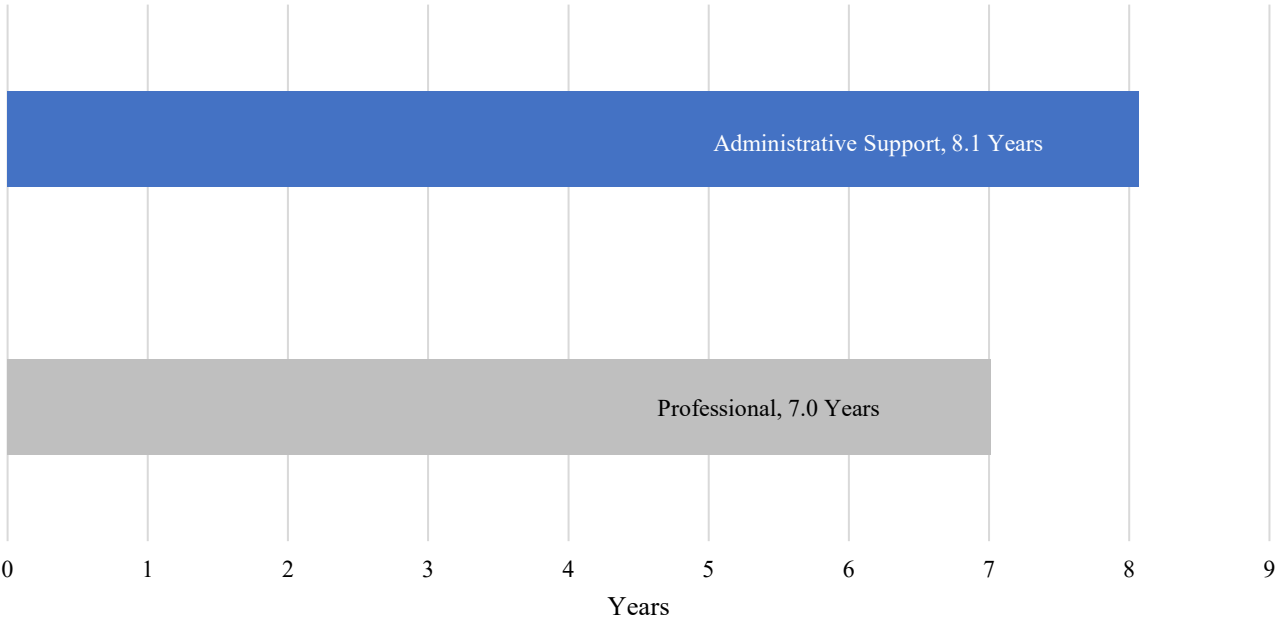 Administrative Support, 8.1 Years
Professional, 7.0 Years
0 1 2 3 4 5 6 7 8 9
Years